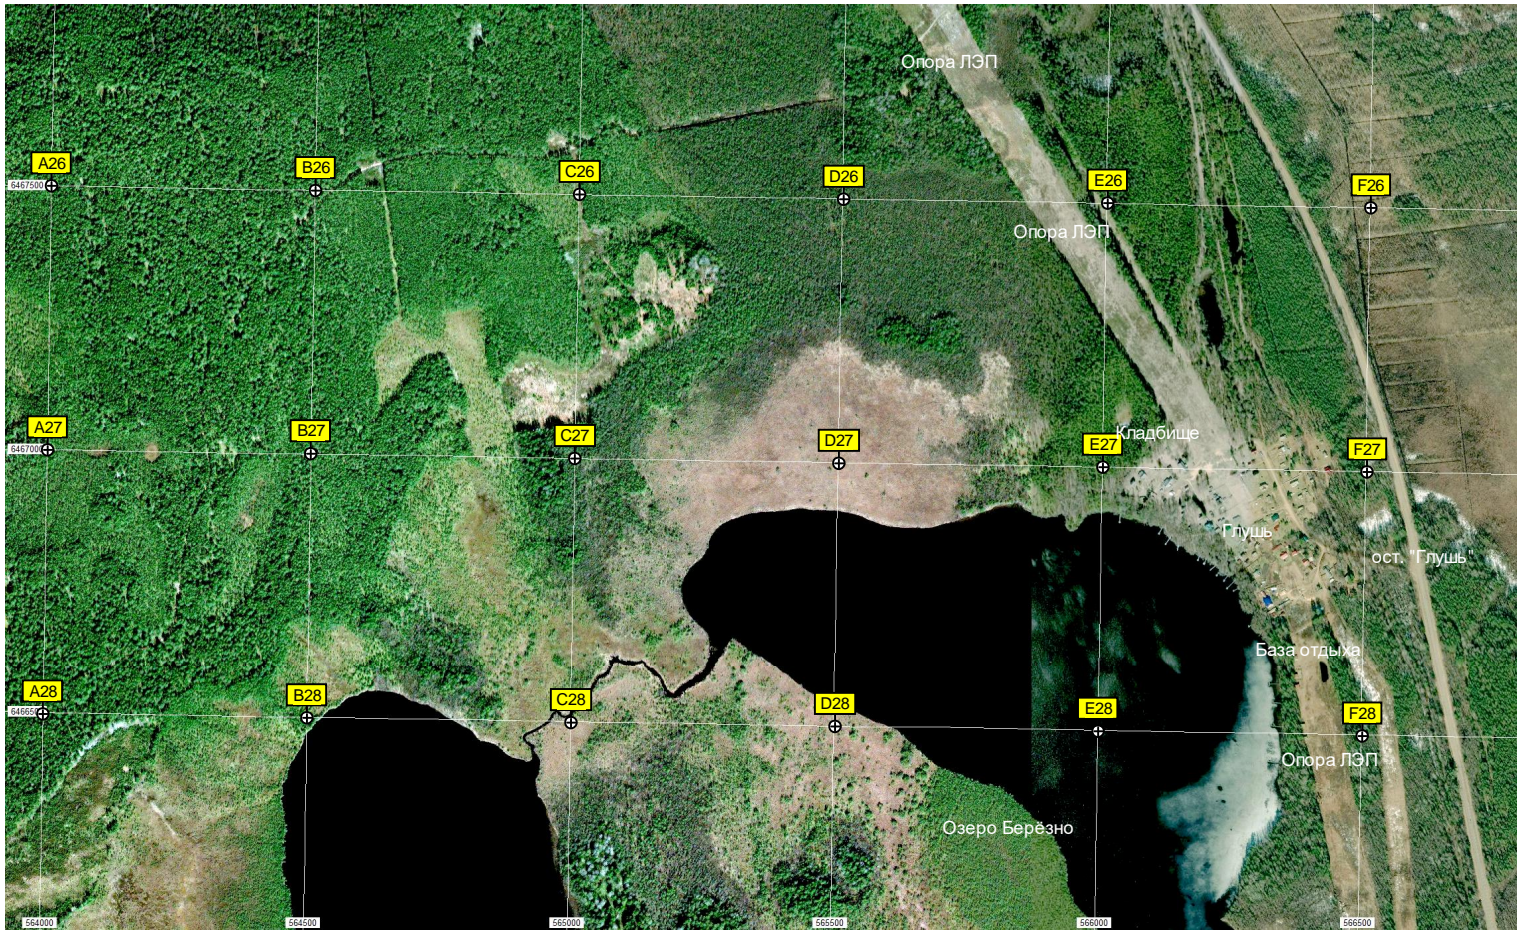 Опора ЛЭП
A26
B26
C26
D26
E26
F26
6467500
Опора ЛЭП
A27
B27
C27
D27
E27
F27
Кладбище
6467000
Глушь
ост. "Глушь"
База отдыха
A28
B28
C28
D28
E28
F28
646650
Опора ЛЭП
Озеро Берёзно
564000
564500
565000
565500
566000
566500